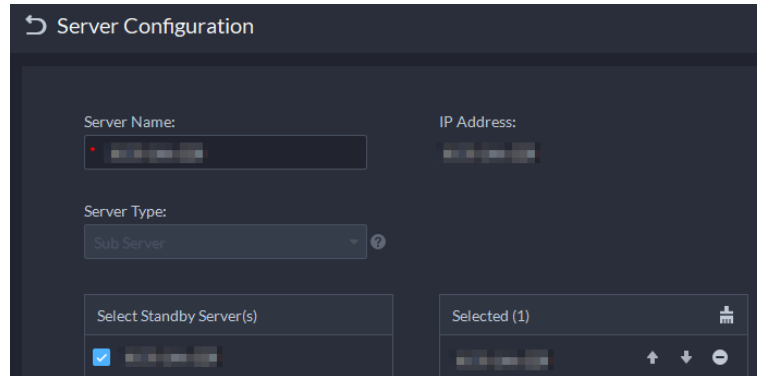 Server Configuration
Server Name:
IP Address:
*
Server Type:
Sub Server
Select Standby Server(s)
Selected (1)